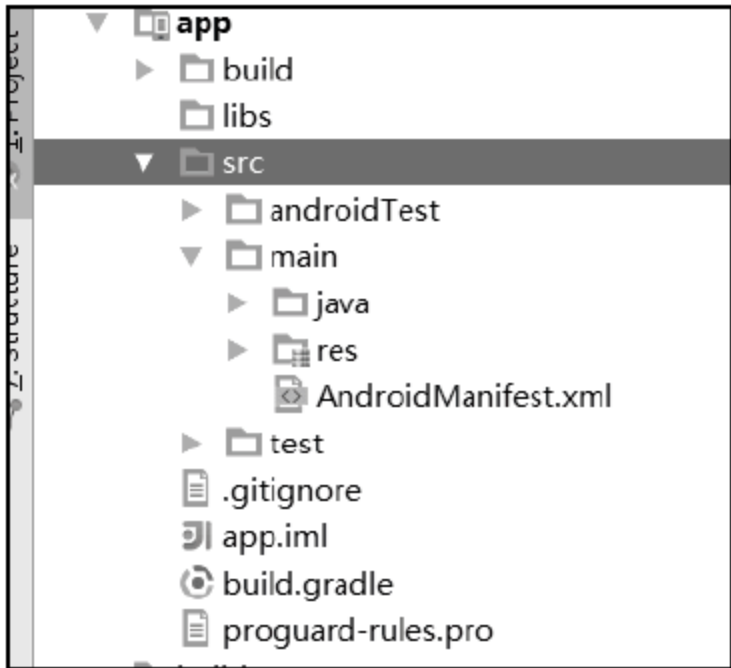 app
build
libs
src
androidTest
main
java
res
AndroidManifest.xml
test
.gitignore
app.iml
build.gradle
proguard-rules.pro